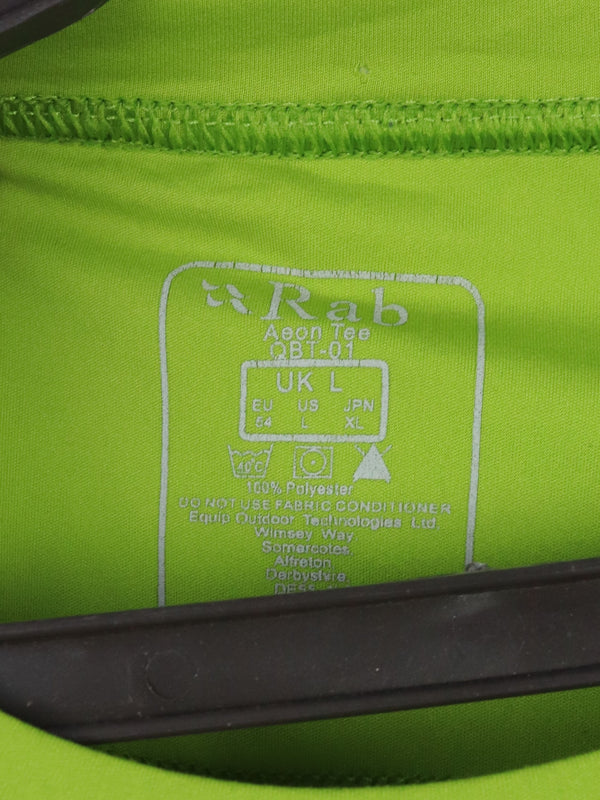 Rab
Aeon Tee
QBT-01
UK L
EU US JPN
54 L XL
40°C
100% Polyester
DO NOT USE FABRIC CONDITIONER
Equip Outdoor Technologies Ltd
Wimsey Way,
Somercotes,
Alfreton
Derbyshire,